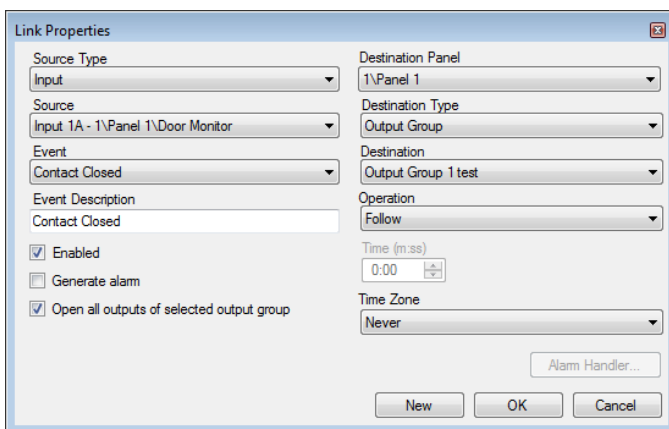 Link Properties
Source Type
Input
Source
Input 1A - 1\Panel 1\Door Monitor
Event
Contact Closed
Event Description
Contact Closed
Enabled
Generate alarm
Open all outputs of selected output group
Destination Panel
1\Panel 1
Destination Type
Output Group
Destination
Output Group 1 test
Operation
Follow
Time (m:ss)
0:00
Time Zone
Never
Alarm Handler...
New OK Cancel